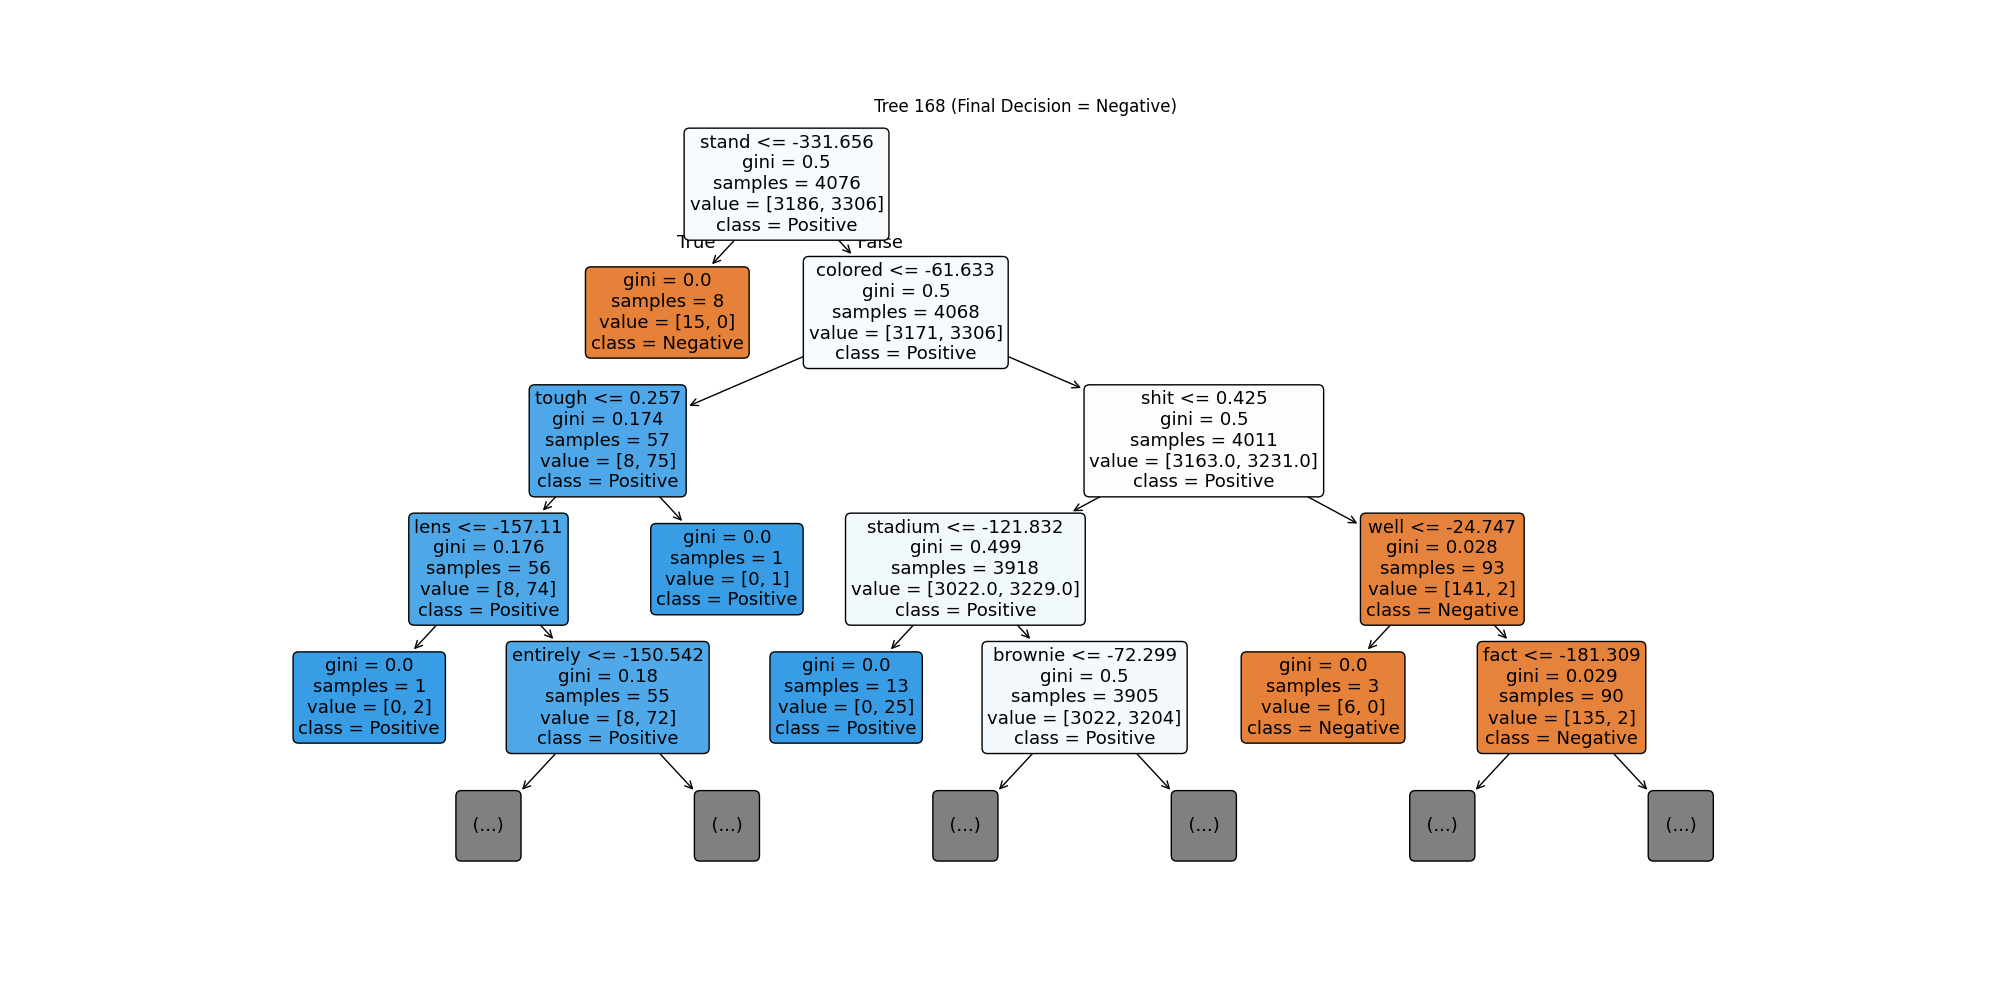 Tree 168 (Final Decision = Negative)
stand <= -331.656
gini = 0.5
samples = 4076
value = [3186, 3306]
class = Positive
True
False
gini = 0.0
samples = 8
value = [15, 0]
class = Negative
colored <= -61.633
gini = 0.5
samples = 4068
value = [3171, 3306]
class = Positive
tough <= 0.257
gini = 0.174
samples = 57
value = [8, 75]
class = Positive
shit <= 0.425
gini = 0.5
samples = 4011
value = [3163.0, 3231.0]
class = Positive
lens <= -157.11
gini = 0.176
samples = 56
value = [8, 74]
class = Positive
gini = 0.0
samples = 1
value = [0, 1]
class = Positive
stadium <= -121.832
gini = 0.499
samples = 3918
value = [3022.0, 3229.0]
class = Positive
well <= -24.747
gini = 0.028
samples = 93
value = [141, 2]
class = Negative
gini = 0.0
samples = 1
value = [0, 2]
class = Positive
entirely <= -150.542
gini = 0.18
samples = 55
value = [8, 72]
class = Positive
gini = 0.0
samples = 13
value = [0, 25]
class = Positive
brownie <= -72.299
gini = 0.5
samples = 3905
value = [3022, 3204]
class = Positive
gini = 0.0
samples = 3
value = [6, 0]
class = Negative
fact <= -181.309
gini = 0.029
samples = 90
value = [135, 2]
class = Negative
(...)
(...)
(...)
(...)
(...)
(...)